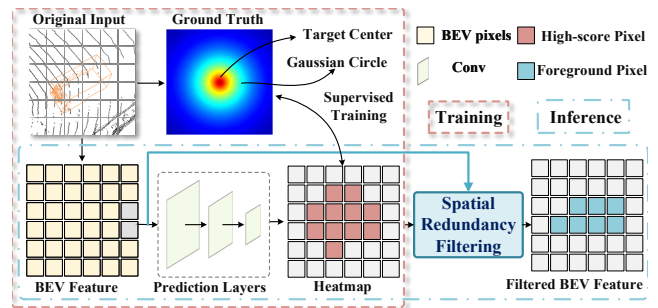 Original Input
Ground Truth
Target Center
Gaussian Circle
Supervised
Training
BEV pixels
High-score Pixel
Conv
Foreground Pixel
Training
Inference
Spatial
Redundancy
Filtering
BEV Feature
Prediction Layers
Heatmap
Filtered BEV Feature